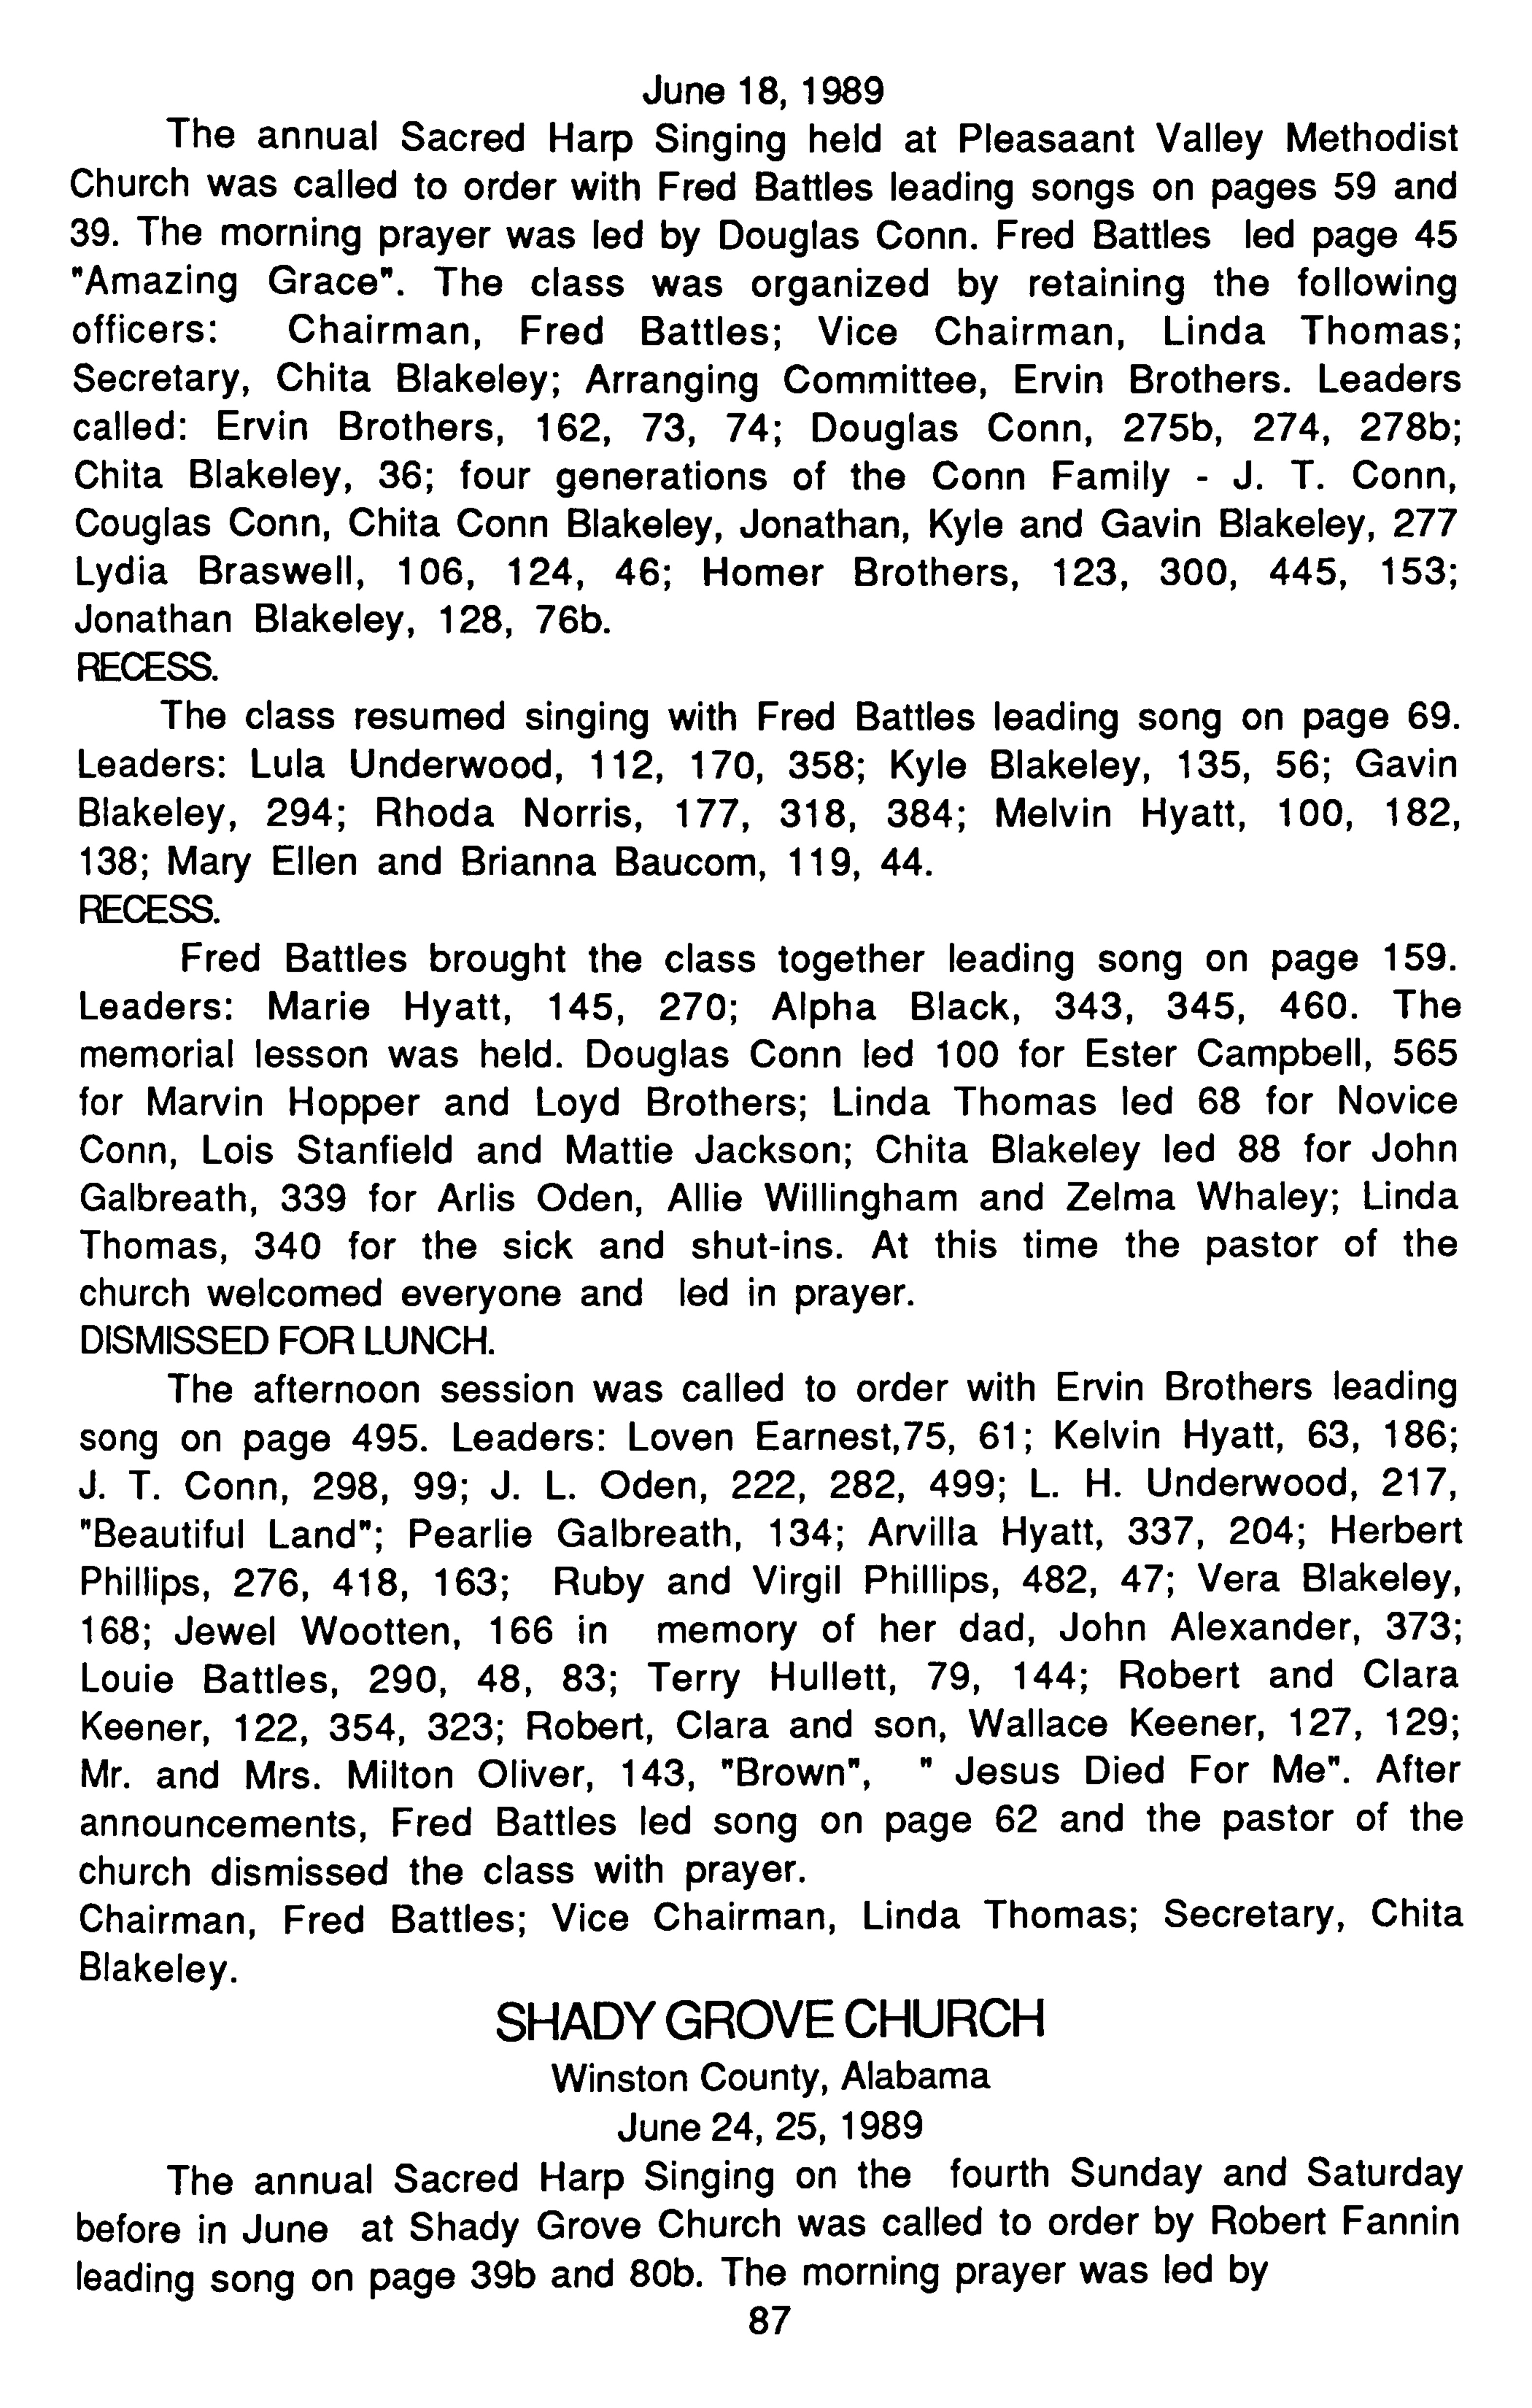 June 18, 1989
The annual Sacred Harp Singing held at Pleasaant Valley Methodist
Church was called to order with Fred Battles leading songs on pages 59 and
39. The morning prayer was led by Douglas Conn. Fred Battles led page 45
"Amazing Grace". The class was organized by retaining the following
officers: Chairman, Fred Battles; Vice Chairman, Linda Thomas;
Secretary, Chita Blakeley; Arranging Committee, Ervin Brothers. Leaders
called: Ervin Brothers, 162, 73, 74; Douglas Conn, 275b, 274, 278b;
Chita Blakeley, 36; four generations of the Conn Family - J. T. Conn,
Couglas Conn, Chita Conn Blakeley, Jonathan, Kyle and Gavin Blakeley, 277
Lydia Braswell, 106, 124, 46; Homer Brothers, 123, 300, 445, 153;
Jonathan Blakeley, 128, 76b.
RECESS.
The class resumed singing with Fred Battles leading song on page 69.
Leaders: Lula Underwood, 112, 170, 358; Kyle Blakeley, 135, 56; Gavin
Blakeley, 294; Rhoda Norris, 177, 318, 384; Melvin Hyatt, 100, 182,
138; Mary Ellen and Brianna Baucom, 119, 44.
RECESS.
Fred Battles brought the class together leading song on page 159.
Leaders: Marie Hyatt, 145, 270; Alpha Black, 343, 345, 460. The
memorial lesson was held. Douglas Conn led 100 for Ester Campbell, 565
for Marvin Hopper and Loyd Brothers; Linda Thomas led 68 for Novice
Conn, Lois Stanfield and Mattie Jackson; Chita Blakeley led 88 for John
Galbreath, 339 for Arlis Oden, Allie Willingham and Zelma Whaley; Linda
Thomas, 340 for the sick and shut-ins. At this time the pastor of the
church welcomed everyone and led in prayer.
DISMISSED FOR LUNCH.
The afternoon session was called to order with Ervin Brothers leading
song on page 495. Leaders: Loven Earnest,75, 61; Kelvin Hyatt, 63, 186;
J. T. Conn, 298, 99; J. L. Oden, 222, 282, 499; L. H. Underwood, 217,
"Beautiful Land"; Pearlie Galbreath, 134; Arvilla Hyatt, 337, 204; Herbert
Phillips, 276, 418, 163; Ruby and Virgil Phillips, 482, 47; Vera Blakeley,
168; Jewel Wootten, 166 in memory of her dad, John Alexander, 373;
Louie Battles, 290, 48, 83; Terry Hullett, 79, 144; Robert and Clara
Keener, 122, 354, 323; Robert, Clara and son, Wallace Keener, 127, 129;
Mr. and Mrs. Milton Oliver, 143, "Brown", " Jesus Died For Me". After
announcements, Fred Battles led song on page 62 and the pastor of the
church dismissed the class with prayer.
Chairman, Fred Battles; Vice Chairman, Linda Thomas; Secretary, Chita
Blakeley.
SHADY GROVE CHURCH
Winston County, Alabama
June 24, 25, 1989
The annual Sacred Harp Singing on the fourth Sunday and Saturday
before in June at Shady Grove Church was called to order by Robert Fannin
leading song on page 39b and 80b. The morning prayer was led by
87